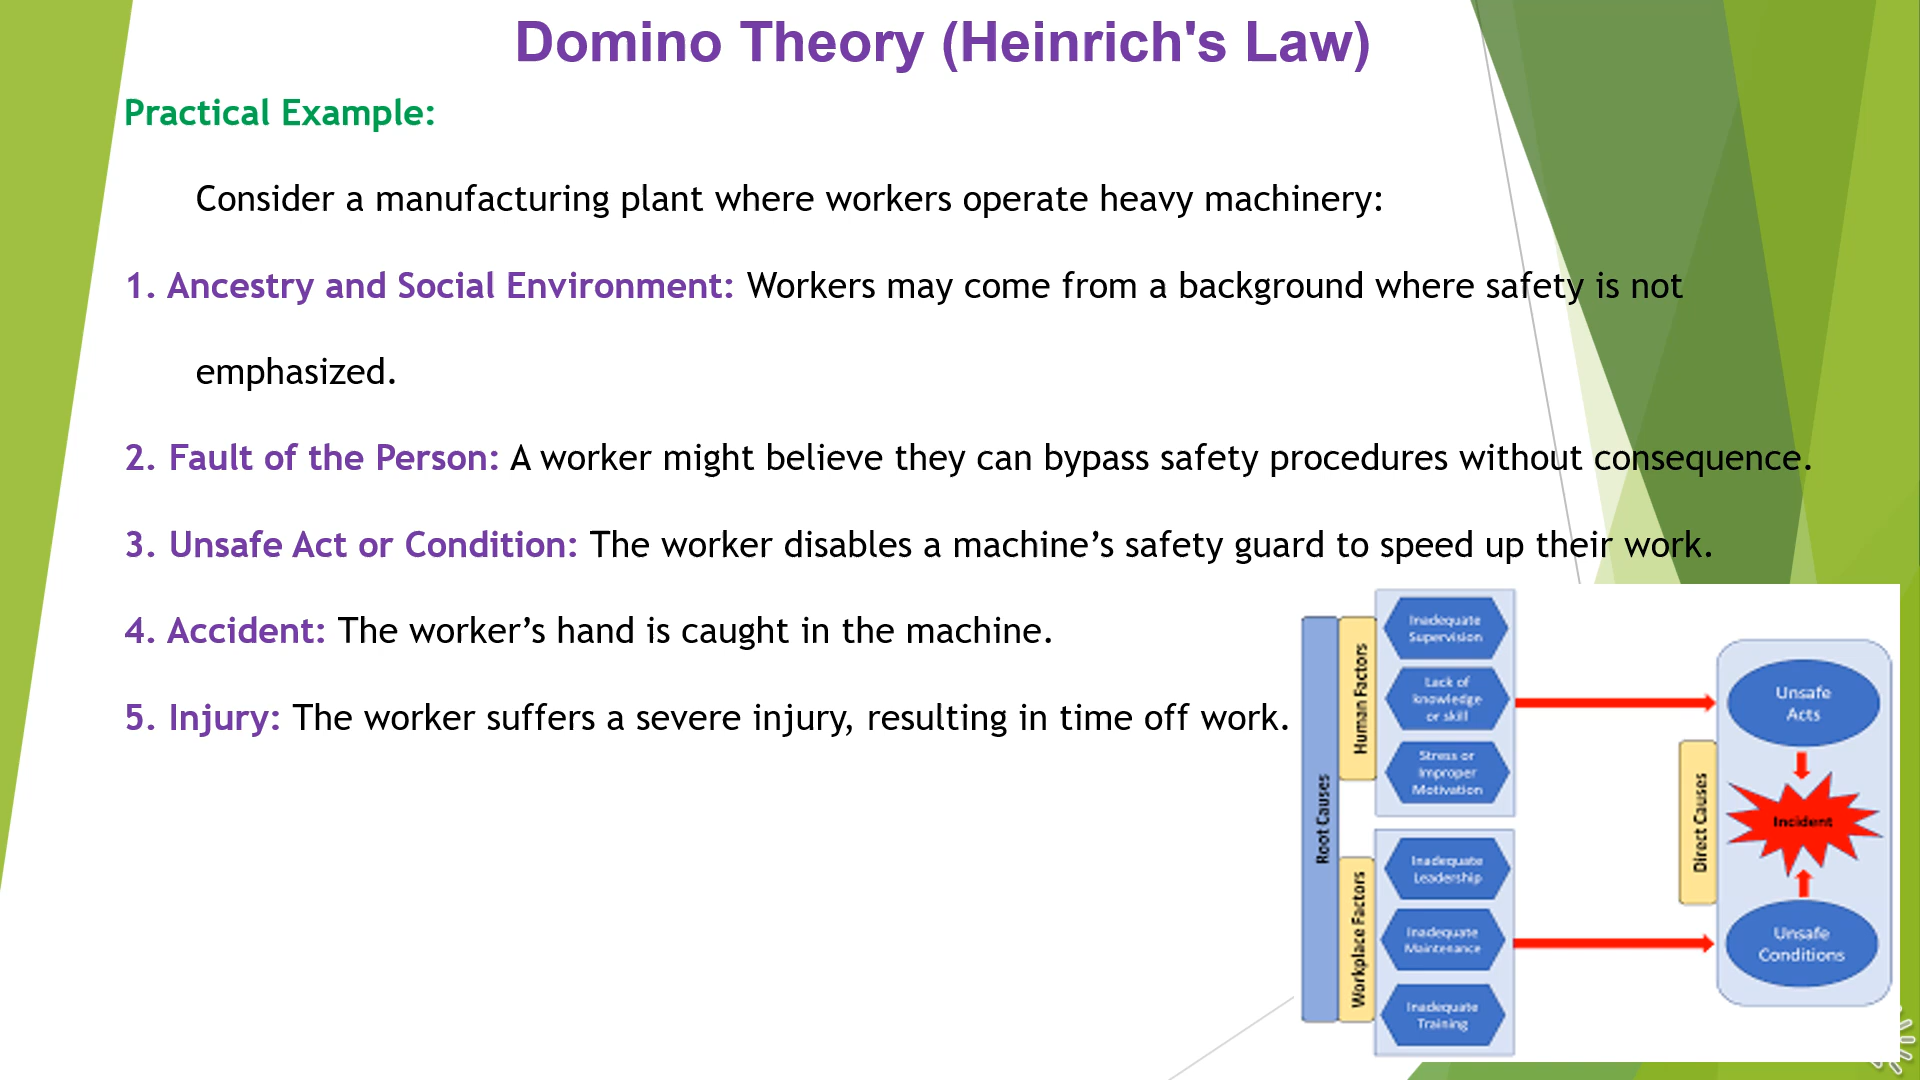 Domino Theory (Heinrich's Law)
Practical Example:
Consider a manufacturing plant where workers operate heavy machinery:
1. Ancestry and Social Environment: Workers may come from a background where safety is not
emphasized.
2. Fault of the Person: A worker might believe they can bypass safety procedures without consequence.
3. Unsafe Act or Condition: The worker disables a machine’s safety guard to speed up their work.
4. Accident: The worker’s hand is caught in the machine.
5. Injury: The worker suffers a severe injury, resulting in time off work.
Root Causes
Human Factors
Inadequate
Supervision
Lack of
knowledge
or skill
Stress or
Improper
Motivation
Workplace Factors
Inadequate
Leadership
Inadequate
Maintenance
Inadequate
Training
Direct Causes
Unsafe
Acts
Incident
Unsafe
Conditions